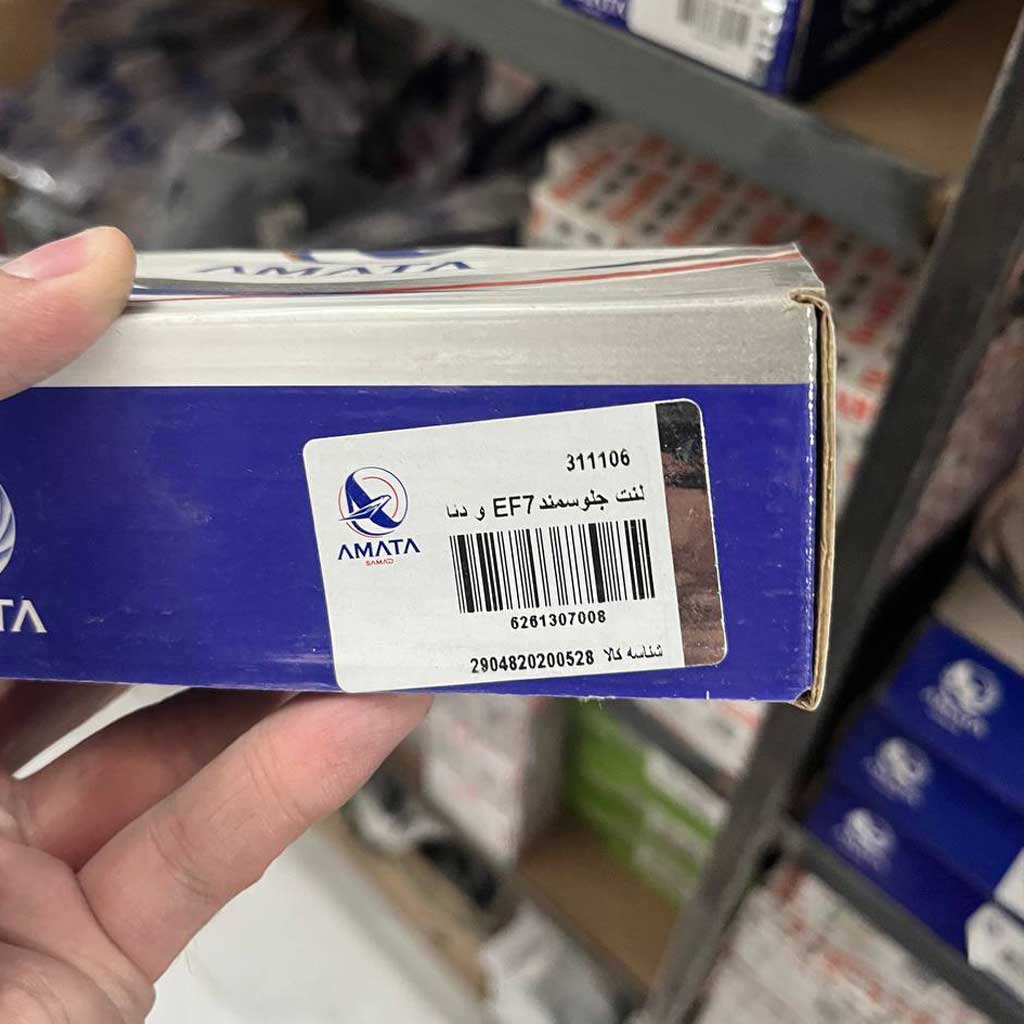 AMATA
311106
لنت جلوسمند EF7 و دنا
AMATA
SAMAD
6261307008
شناسه کالا 2904820200528
TA